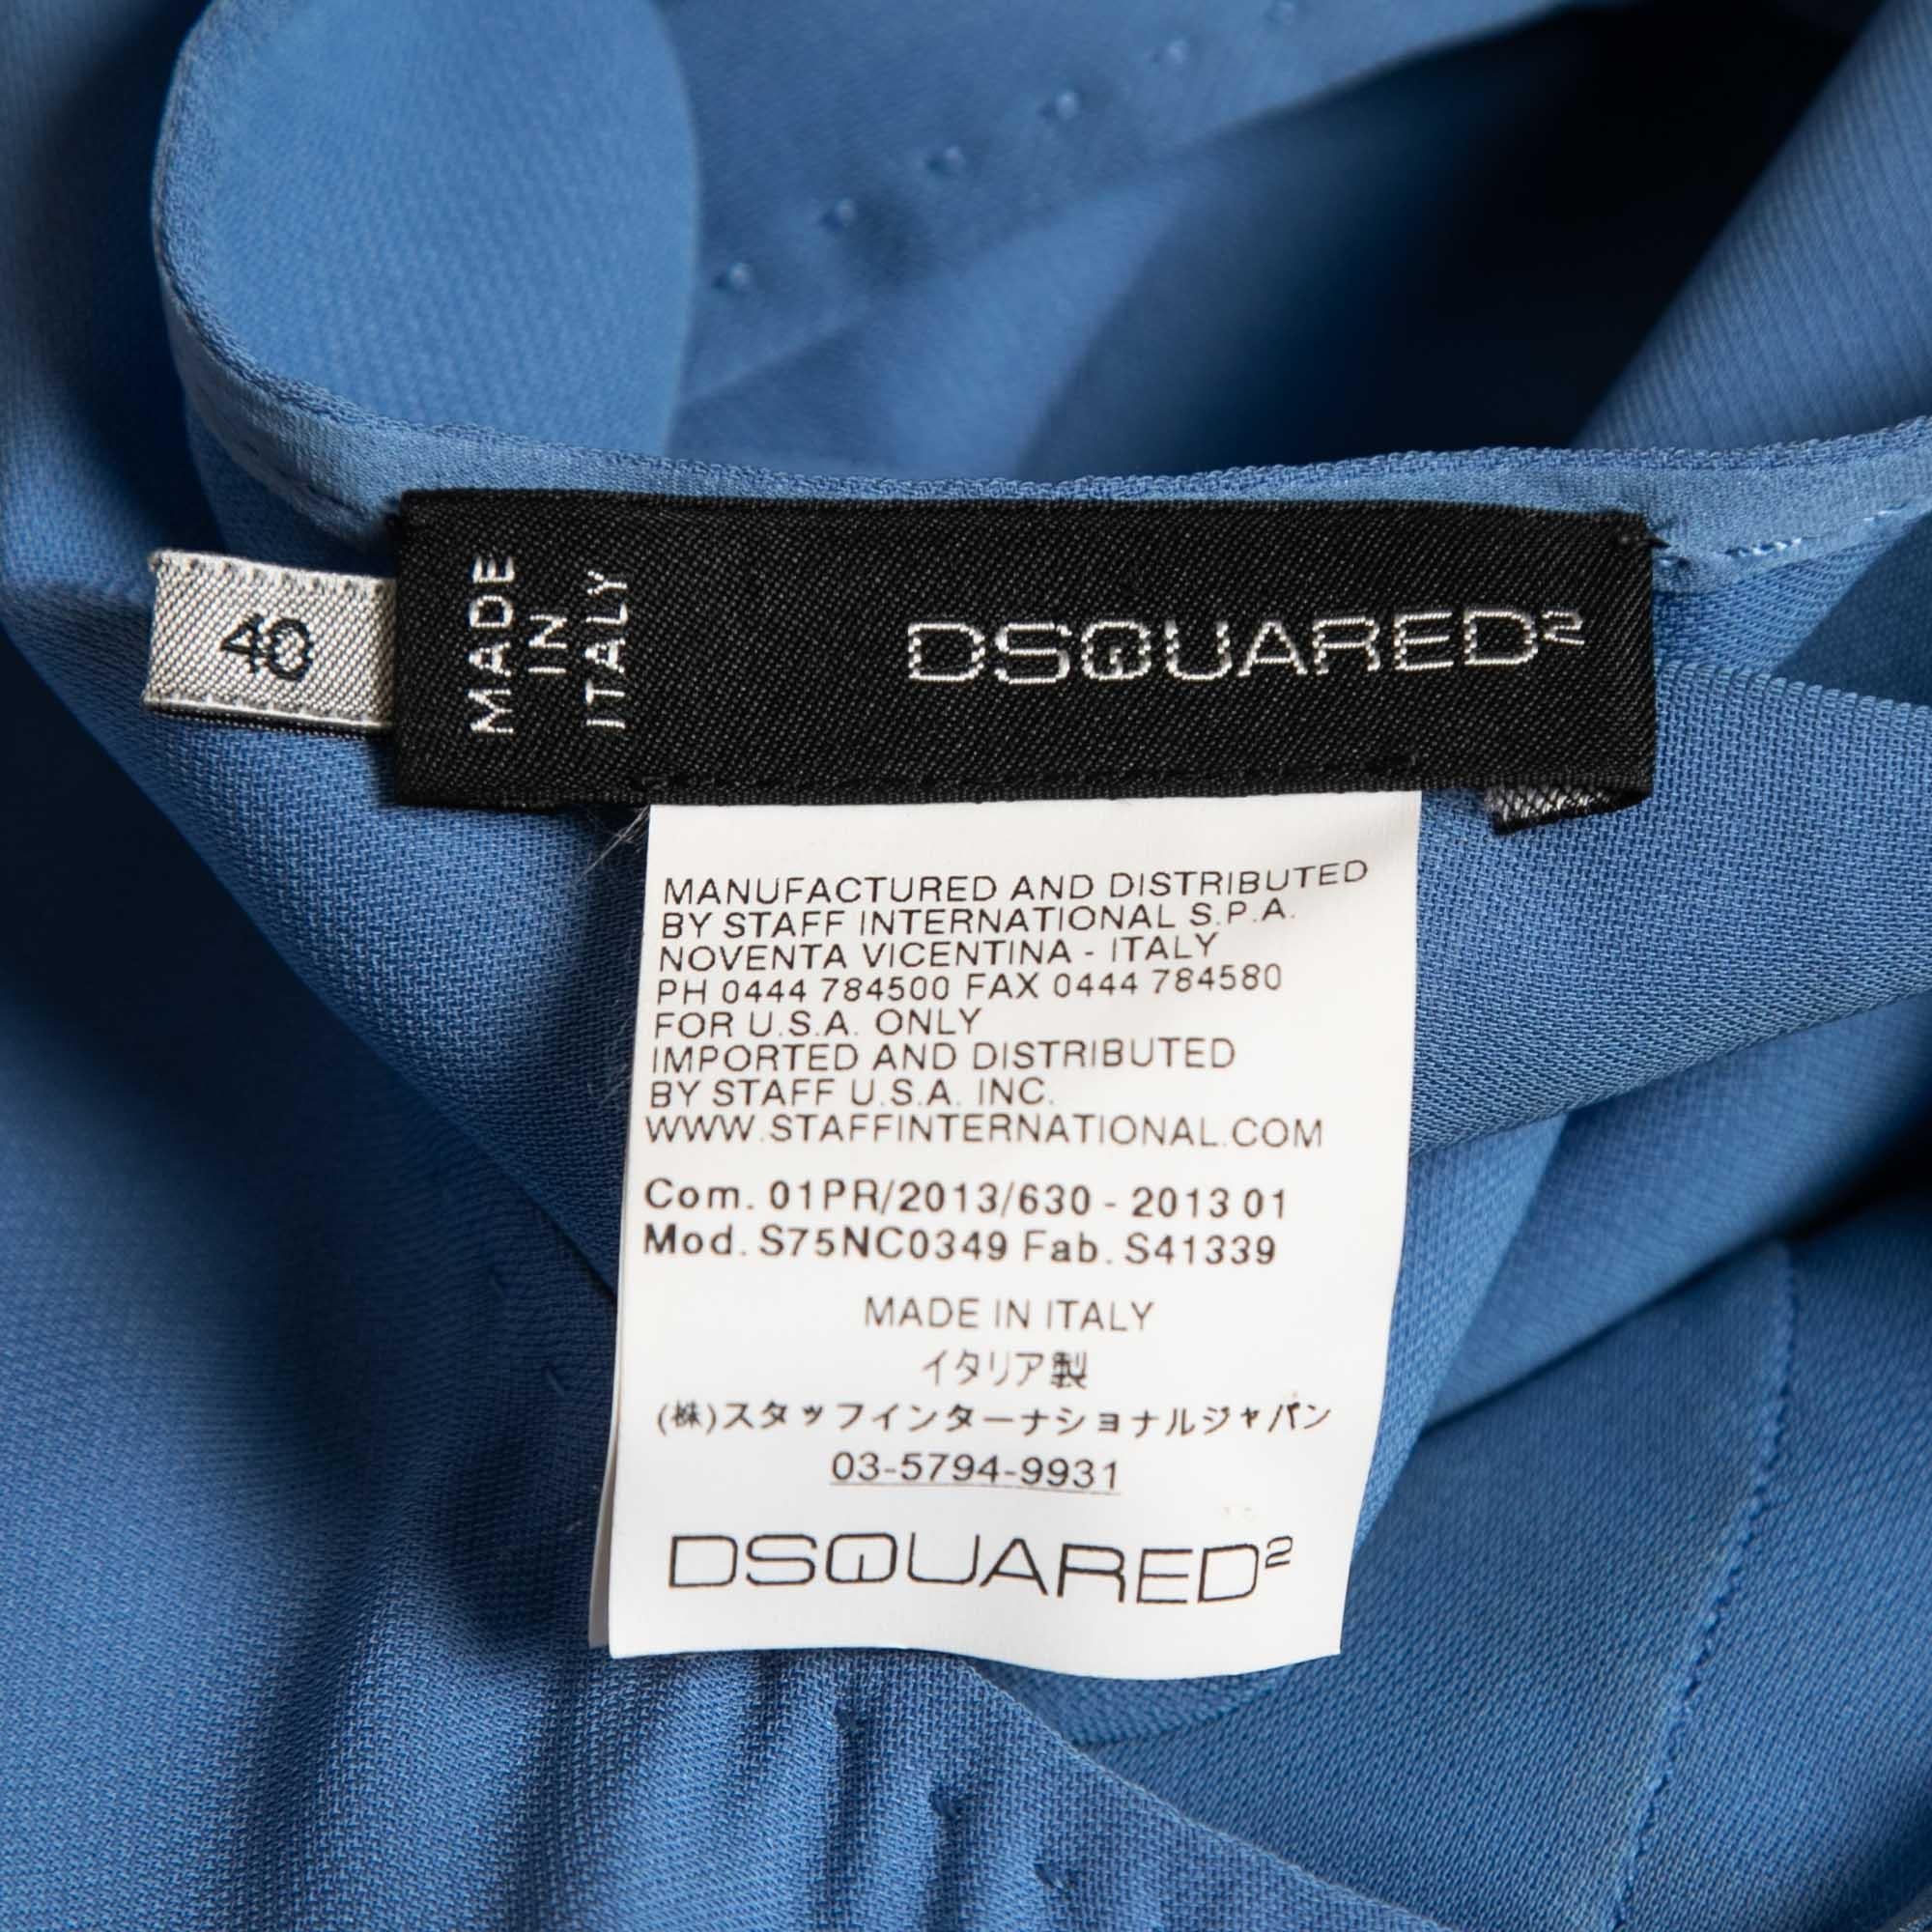 40
MADE
IN
ITALY
DSQUARED²
MANUFACTURED AND DISTRIBUTED
BY STAFF INTERNATIONAL S.P.A.
NOVENTA VICENTINA - ITALY
PH 0444 784500 FAX 0444 784580
FOR U.S.A. ONLY
IMPORTED AND DISTRIBUTED
BY STAFF U.S.A. INC.
WWW.STAFFINTERNATIONAL.COM
Com. 01PR/2013/630 - 2013 01
Mod. S75NC0349 Fab. S41339
MADE IN ITALY
イタリア製
(株)スタッフインターナショナルジャパン
03-5794-9931
DSQUARED²